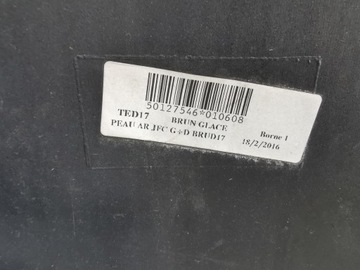 50127546*010608
TED17 BRUN GLACE Borne 1
PEAU AR JFC G+D BRUD17 18/2/2016